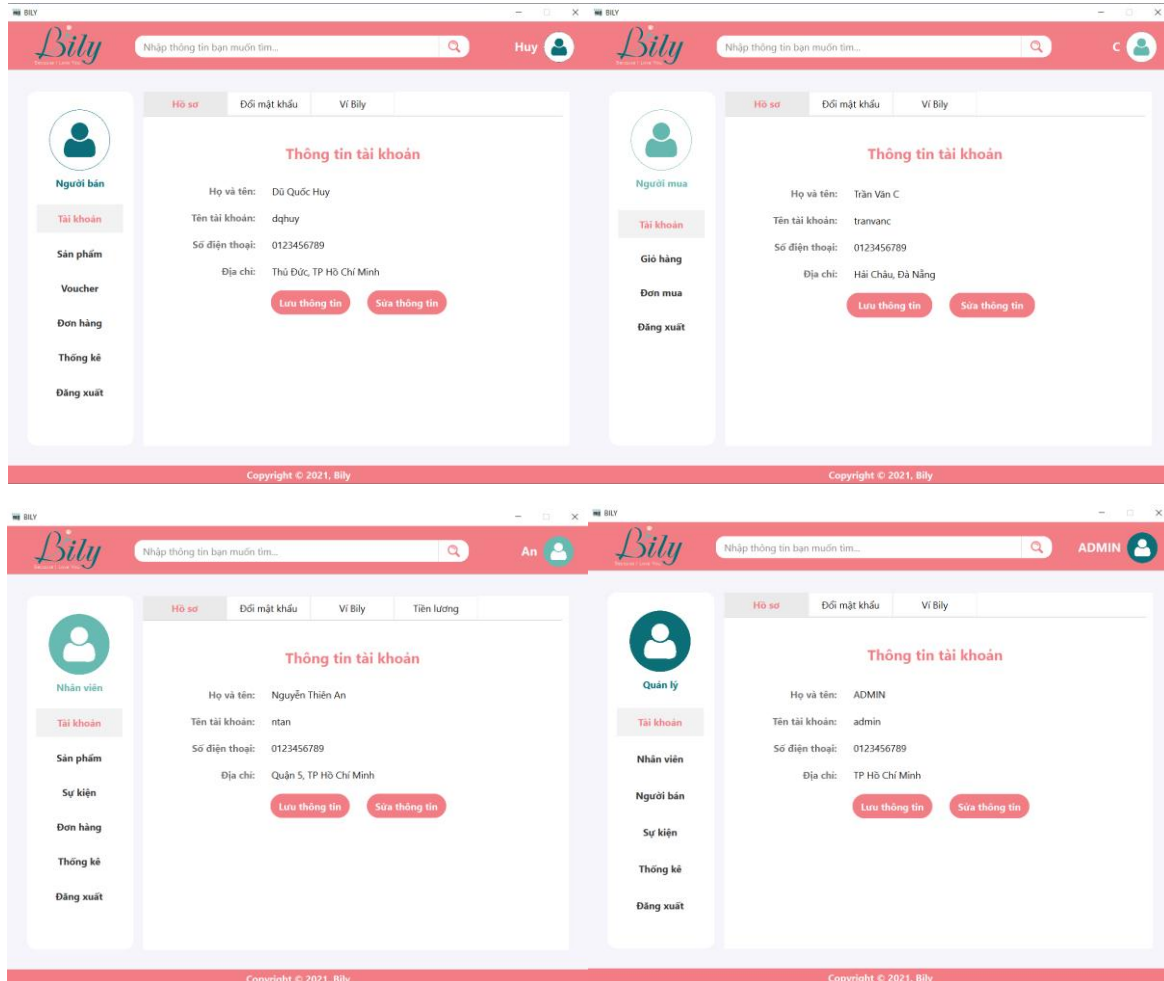 BILY
Bily
Because I Love You
Nhập thông tin bạn muốn tìm...
Huy
Người bán
Tài khoản
Sản phẩm
Voucher
Đơn hàng
Thống kê
Đăng xuất
Hồ sơ Đổi mật khẩu Ví Bily
Thông tin tài khoản
Họ và tên: Dũ Quốc Huy
Tên tài khoản: dqhuy
Số điện thoại: 0123456789
Địa chỉ: Thủ Đức, TP Hồ Chí Minh
Lưu thông tin Sửa thông tin
Copyright © 2021, Bily
BILY
Bily
Because I Love You
Nhập thông tin bạn muốn tìm...
C
Người mua
Tài khoản
Giỏ hàng
Đơn mua
Đăng xuất
Hồ sơ Đổi mật khẩu Ví Bily
Thông tin tài khoản
Họ và tên: Trần Văn C
Tên tài khoản: tranvanc
Số điện thoại: 0123456789
Địa chỉ: Hải Châu, Đà Nẵng
Lưu thông tin Sửa thông tin
Copyright © 2021, Bily
BILY
Bily
Because I Love You
Nhập thông tin bạn muốn tìm...
An
Nhân viên
Tài khoản
Sản phẩm
Sự kiện
Đơn hàng
Thống kê
Đăng xuất
Hồ sơ Đổi mật khẩu Ví Bily Tiền lương
Thông tin tài khoản
Họ và tên: Nguyễn Thiên An
Tên tài khoản: ntan
Số điện thoại: 0123456789
Địa chỉ: Quận 5, TP Hồ Chí Minh
Lưu thông tin Sửa thông tin
Copyright © 2021, Bily
BILY
Bily
Because I Love You
Nhập thông tin bạn muốn tìm...
ADMIN
Quản lý
Tài khoản
Nhân viên
Người bán
Sự kiện
Thống kê
Đăng xuất
Hồ sơ Đổi mật khẩu Ví Bily
Thông tin tài khoản
Họ và tên: ADMIN
Tên tài khoản: admin
Số điện thoại: 0123456789
Địa chỉ: TP Hồ Chí Minh
Lưu thông tin Sửa thông tin
Copyright © 2021, Bily